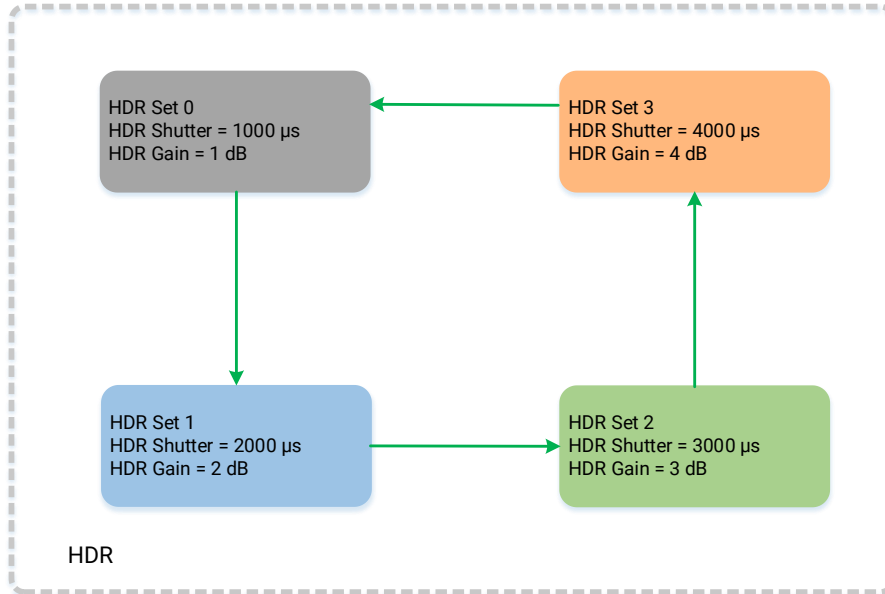 HDR Set 0
HDR Shutter = 1000 µs
HDR Gain = 1 dB
HDR Set 3
HDR Shutter = 4000 µs
HDR Gain = 4 dB
HDR Set 1
HDR Shutter = 2000 µs
HDR Gain = 2 dB
HDR Set 2
HDR Shutter = 3000 µs
HDR Gain = 3 dB
HDR